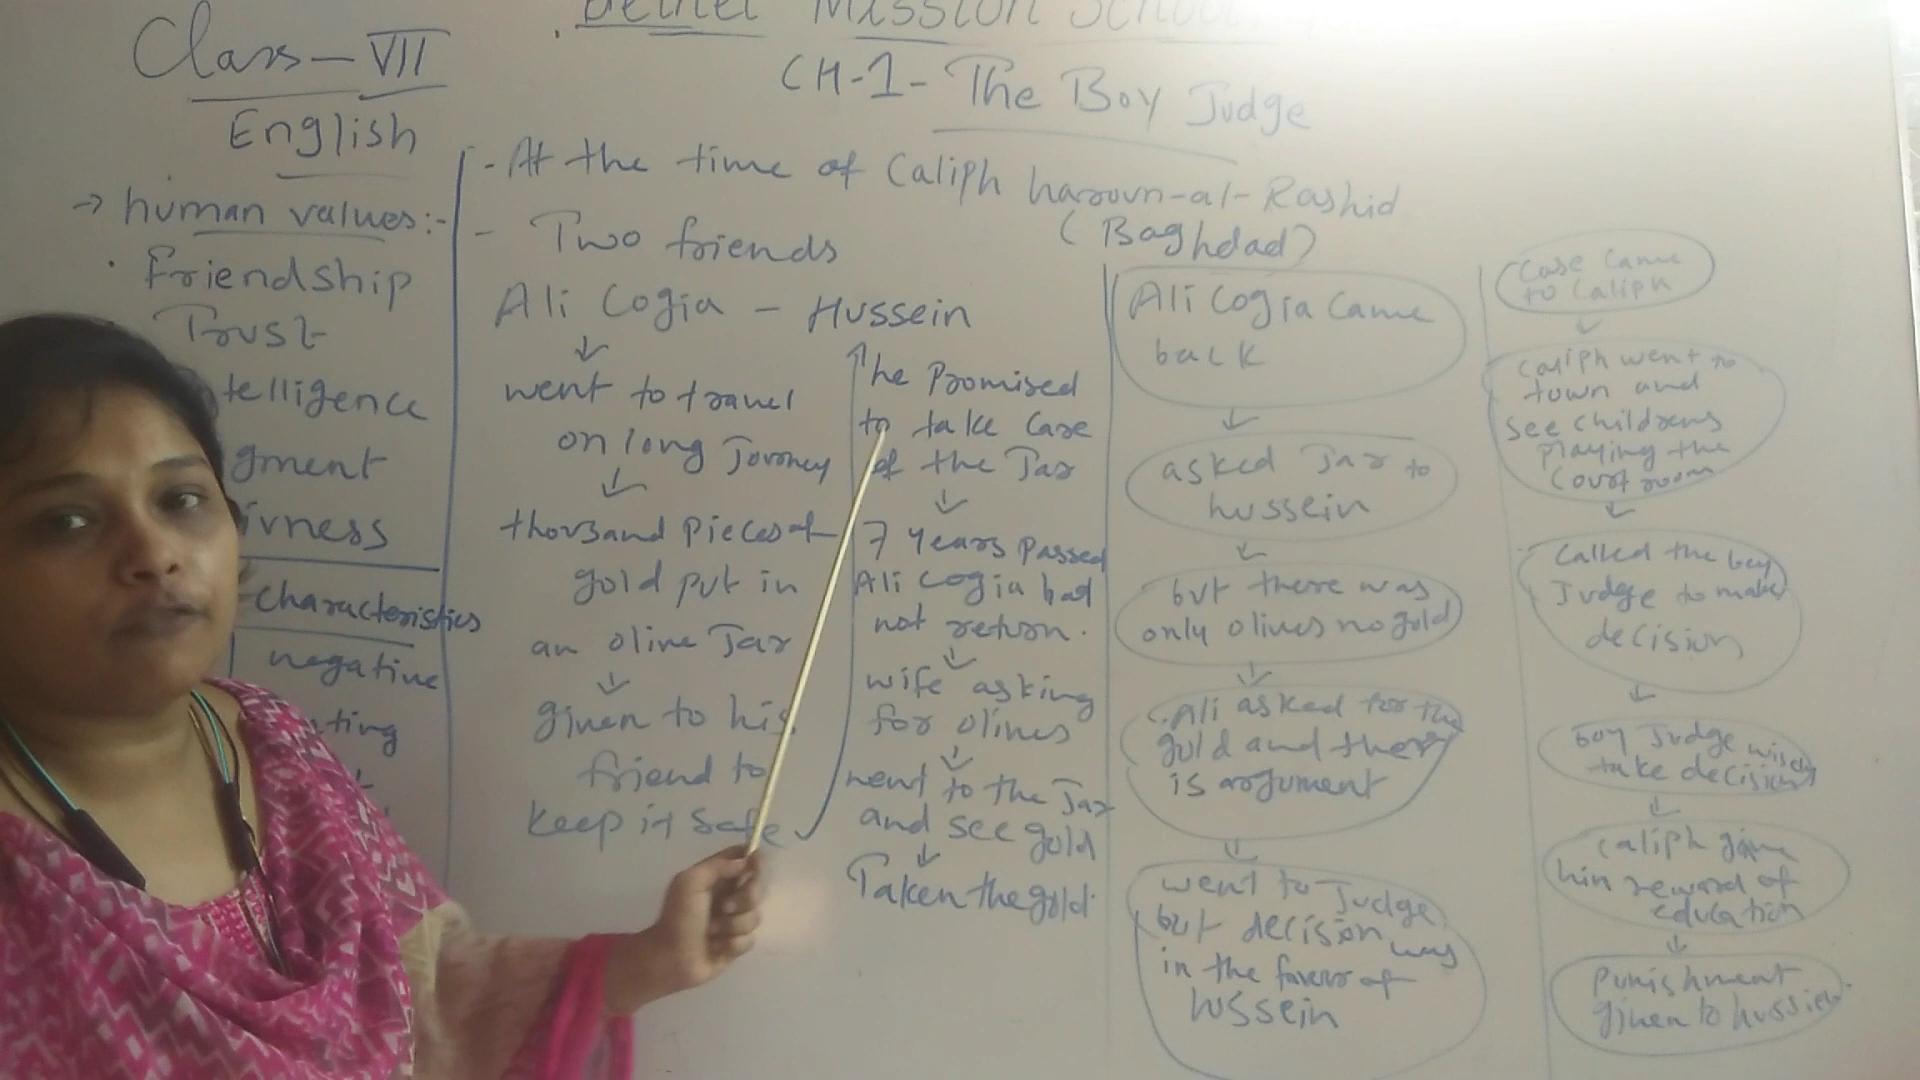 Bethel Mission School
Class-VII
English
CH-1- The Boy Judge
→ human values:-
. Friendship
Trust
telligence
gment
ivness
characteristics
negative
ating
- At the time of Caliph haroun-al-Rashid
(Baghdad)
- Two friends
Ali Cogia - Hussein
went to travel
on long Journey
thousand pieces of
gold put in
an olive Jar
given to his
friend to
keep it safe
he Promised
to take care
of the Jar
7 years passed
Ali Cogia had
not return.
wife asking
for olives
went to the Jar
and see gold
Taken the gold.
Ali Cogia came
back
asked Jar to
hussein
but there was
only olives no gold
Ali asked for the
gold and there
is argument
went to Judge
but decision was
in the favour of
hussein
Case came
to Caliph
Caliph went to
town and
see childrens
playing the
court room
called the boy
Judge to make
decision
boy Judge wisely
take decision
caliph give
him reward of
education
Punishment
given to hussien.